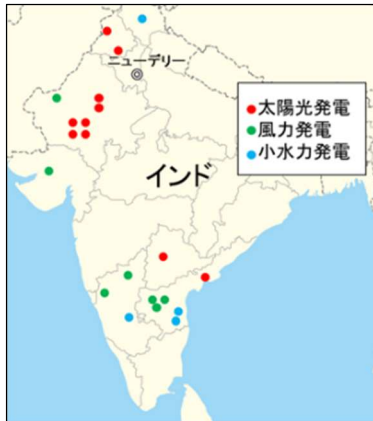 ニューデリー
太陽光発電
風力発電
小水力発電
インド